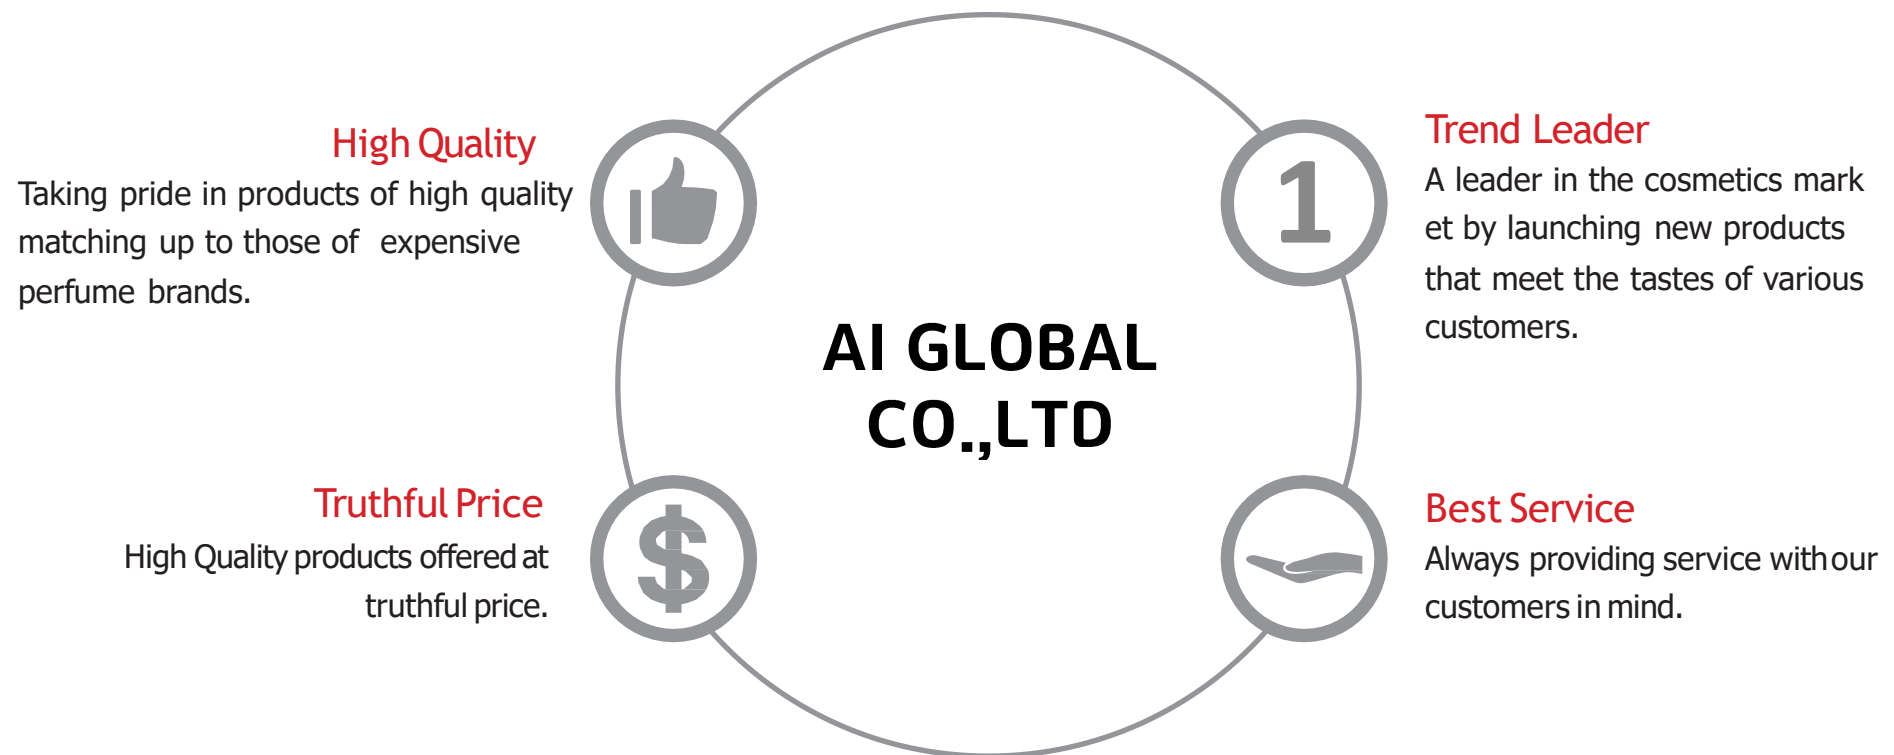 High Quality
Taking pride in products of high quality
matching up to those of expensive
perfume brands.
1
Trend Leader
A leader in the cosmetics mark
et by launching new products
that meet the tastes of various
customers.
AI GLOBAL
CO.,LTD
Truthful Price
High Quality products offered at
truthful price.
$
Best Service
Always providing service with our
customers in mind.